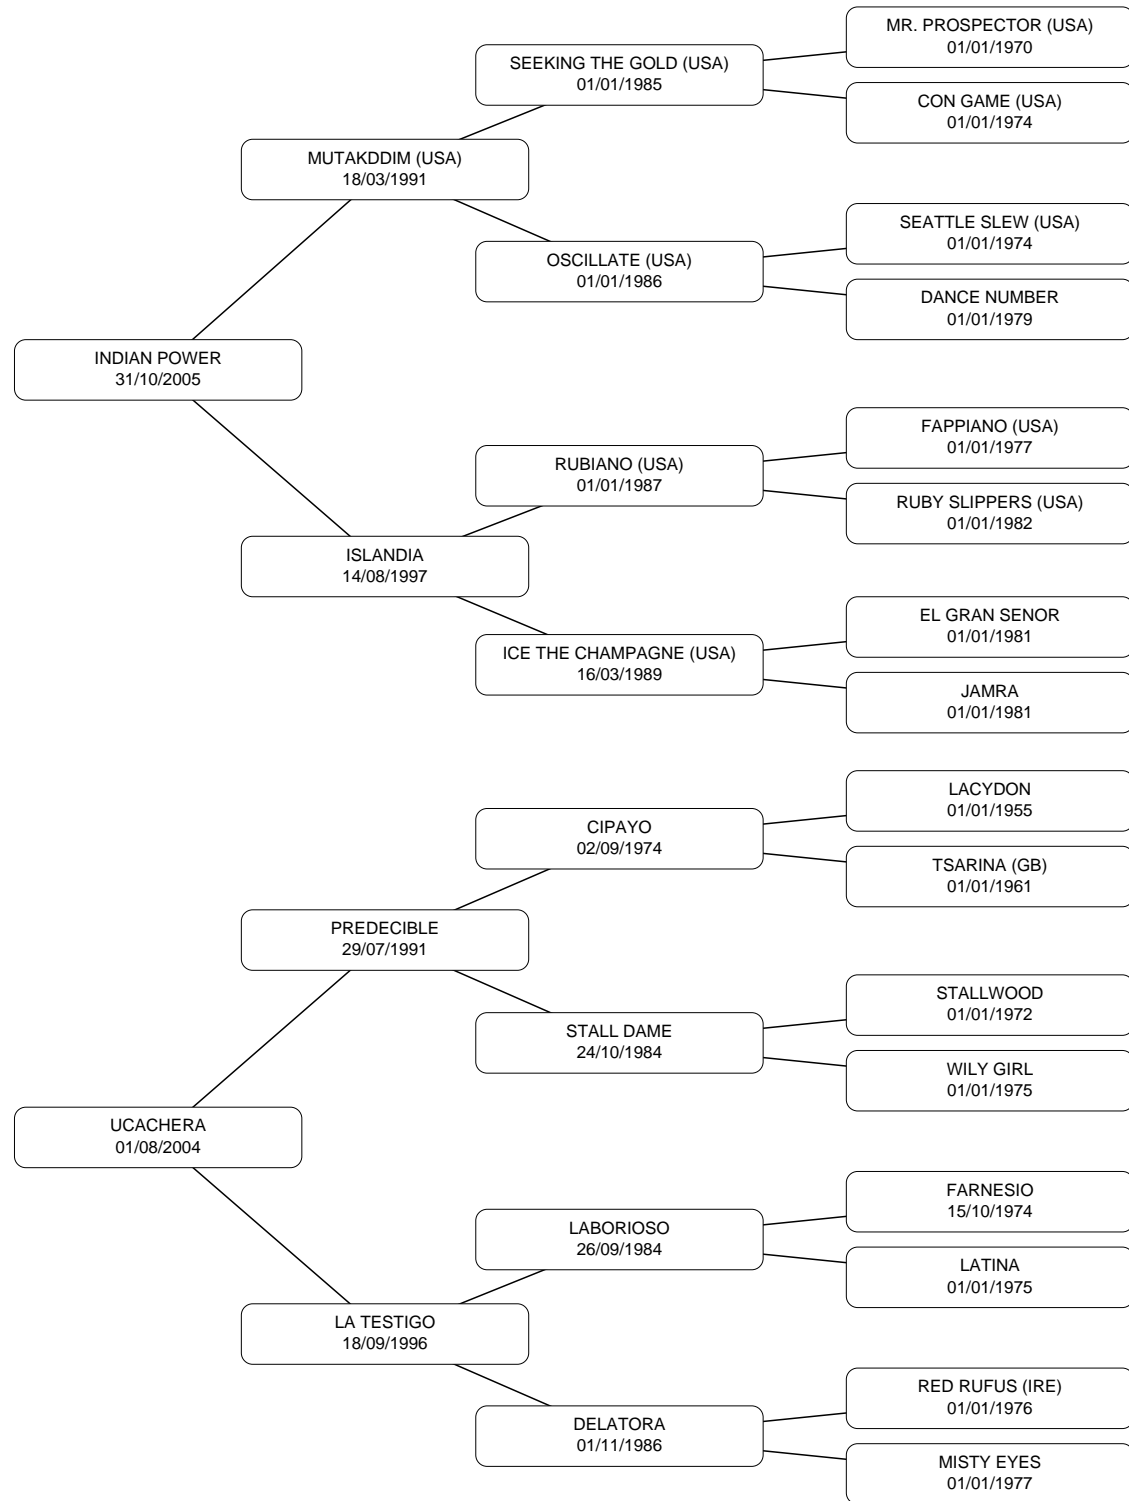 MR. PROSPECTOR (USA)
01/01/1970
SEEKING THE GOLD (USA)
01/01/1985
CON GAME (USA)
01/01/1974
MUTAKDDIM (USA)
18/03/1991
SEATTLE SLEW (USA)
01/01/1974
OSCILLATE (USA)
01/01/1986
DANCE NUMBER
01/01/1979
INDIAN POWER
31/10/2005
FAPPIANO (USA)
01/01/1977
RUBIANO (USA)
01/01/1987
RUBY SLIPPERS (USA)
01/01/1982
ISLANDIA
14/08/1997
EL GRAN SENOR
01/01/1981
ICE THE CHAMPAGNE (USA)
16/03/1989
JAMRA
01/01/1981
LACYDON
01/01/1955
CIPAYO
02/09/1974
TSARINA (GB)
01/01/1961
PREDECIBLE
29/07/1991
STALLWOOD
01/01/1972
STALL DAME
24/10/1984
WILY GIRL
01/01/1975
UCACHERA
01/08/2004
FARNESIO
15/10/1974
LABORIOSO
26/09/1984
LATINA
01/01/1975
LA TESTIGO
18/09/1996
RED RUFUS (IRE)
01/01/1976
DELATORA
01/11/1986
MISTY EYES
01/01/1977